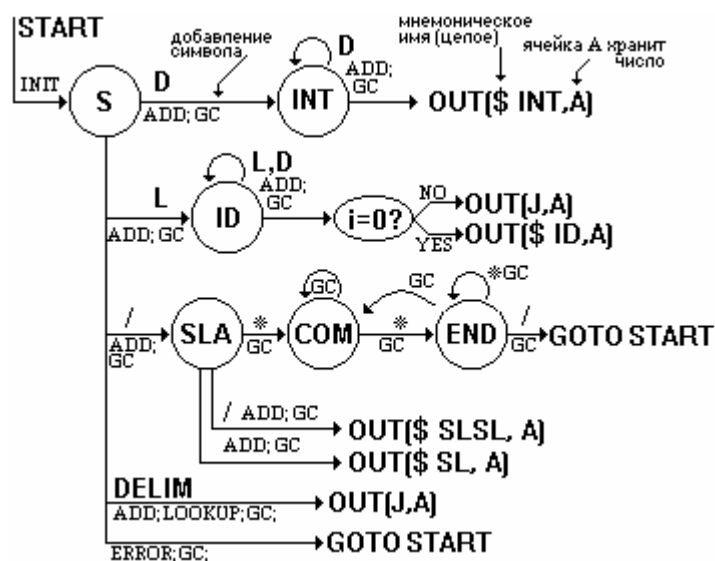 START
добавление
символа
мнемоническое
имя (целое)
ячейка A хранит
число
INIT
S
D
ADD; GC
INT
D
ADD;
GC
OUT($ INT,A)
L
ADD; GC
ID
L,D
ADD;
GC
i=0?
NO
OUT(J,A)
YES
OUT($ ID,A)
/
ADD;
GC
SLA
*
GC
GC
COM
*
GC
GC
*GC
END
/
GC
GOTO START
/ ADD; GC
OUT($ SLSL, A)
ADD; GC
OUT($ SL, A)
DELIM
ADD;LOOKUP;GC;
OUT(J,A)
ERROR;GC;
GOTO START